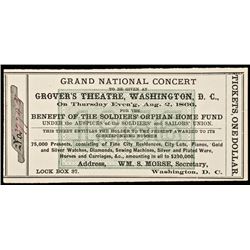 GRAND NATIONAL CONCERT
TO BE GIVEN AT
GROVER'S THEATRE, WASHINGTON, D. C.,
On Thursday Even'g, Aug. 2, 1866,
FOR THE
BENEFIT OF THE SOLDIERS' ORPHAN HOME FUND
UNDER the AUSPICES of the SOLDIERS' and SAILORS' UNION.
THIS TICKET ENTITLES THE HOLDER TO THE PRESENT AWARDED TO ITS
CORRESPONDING NUMBER
75,000 Presents, consisting of Fine City Residences, City Lots, Pianos, Gold
and Silver Watches, Diamonds, Sewing Machines, Silver and Plated Ware,
Horses and Carriages, &c., amounting in all to $250,000.
Address, WM. S. MORSE, Secretary,
LOCK BOX 37. Washington, D. C.
TICKETS, ONE DOLLAR.
No.